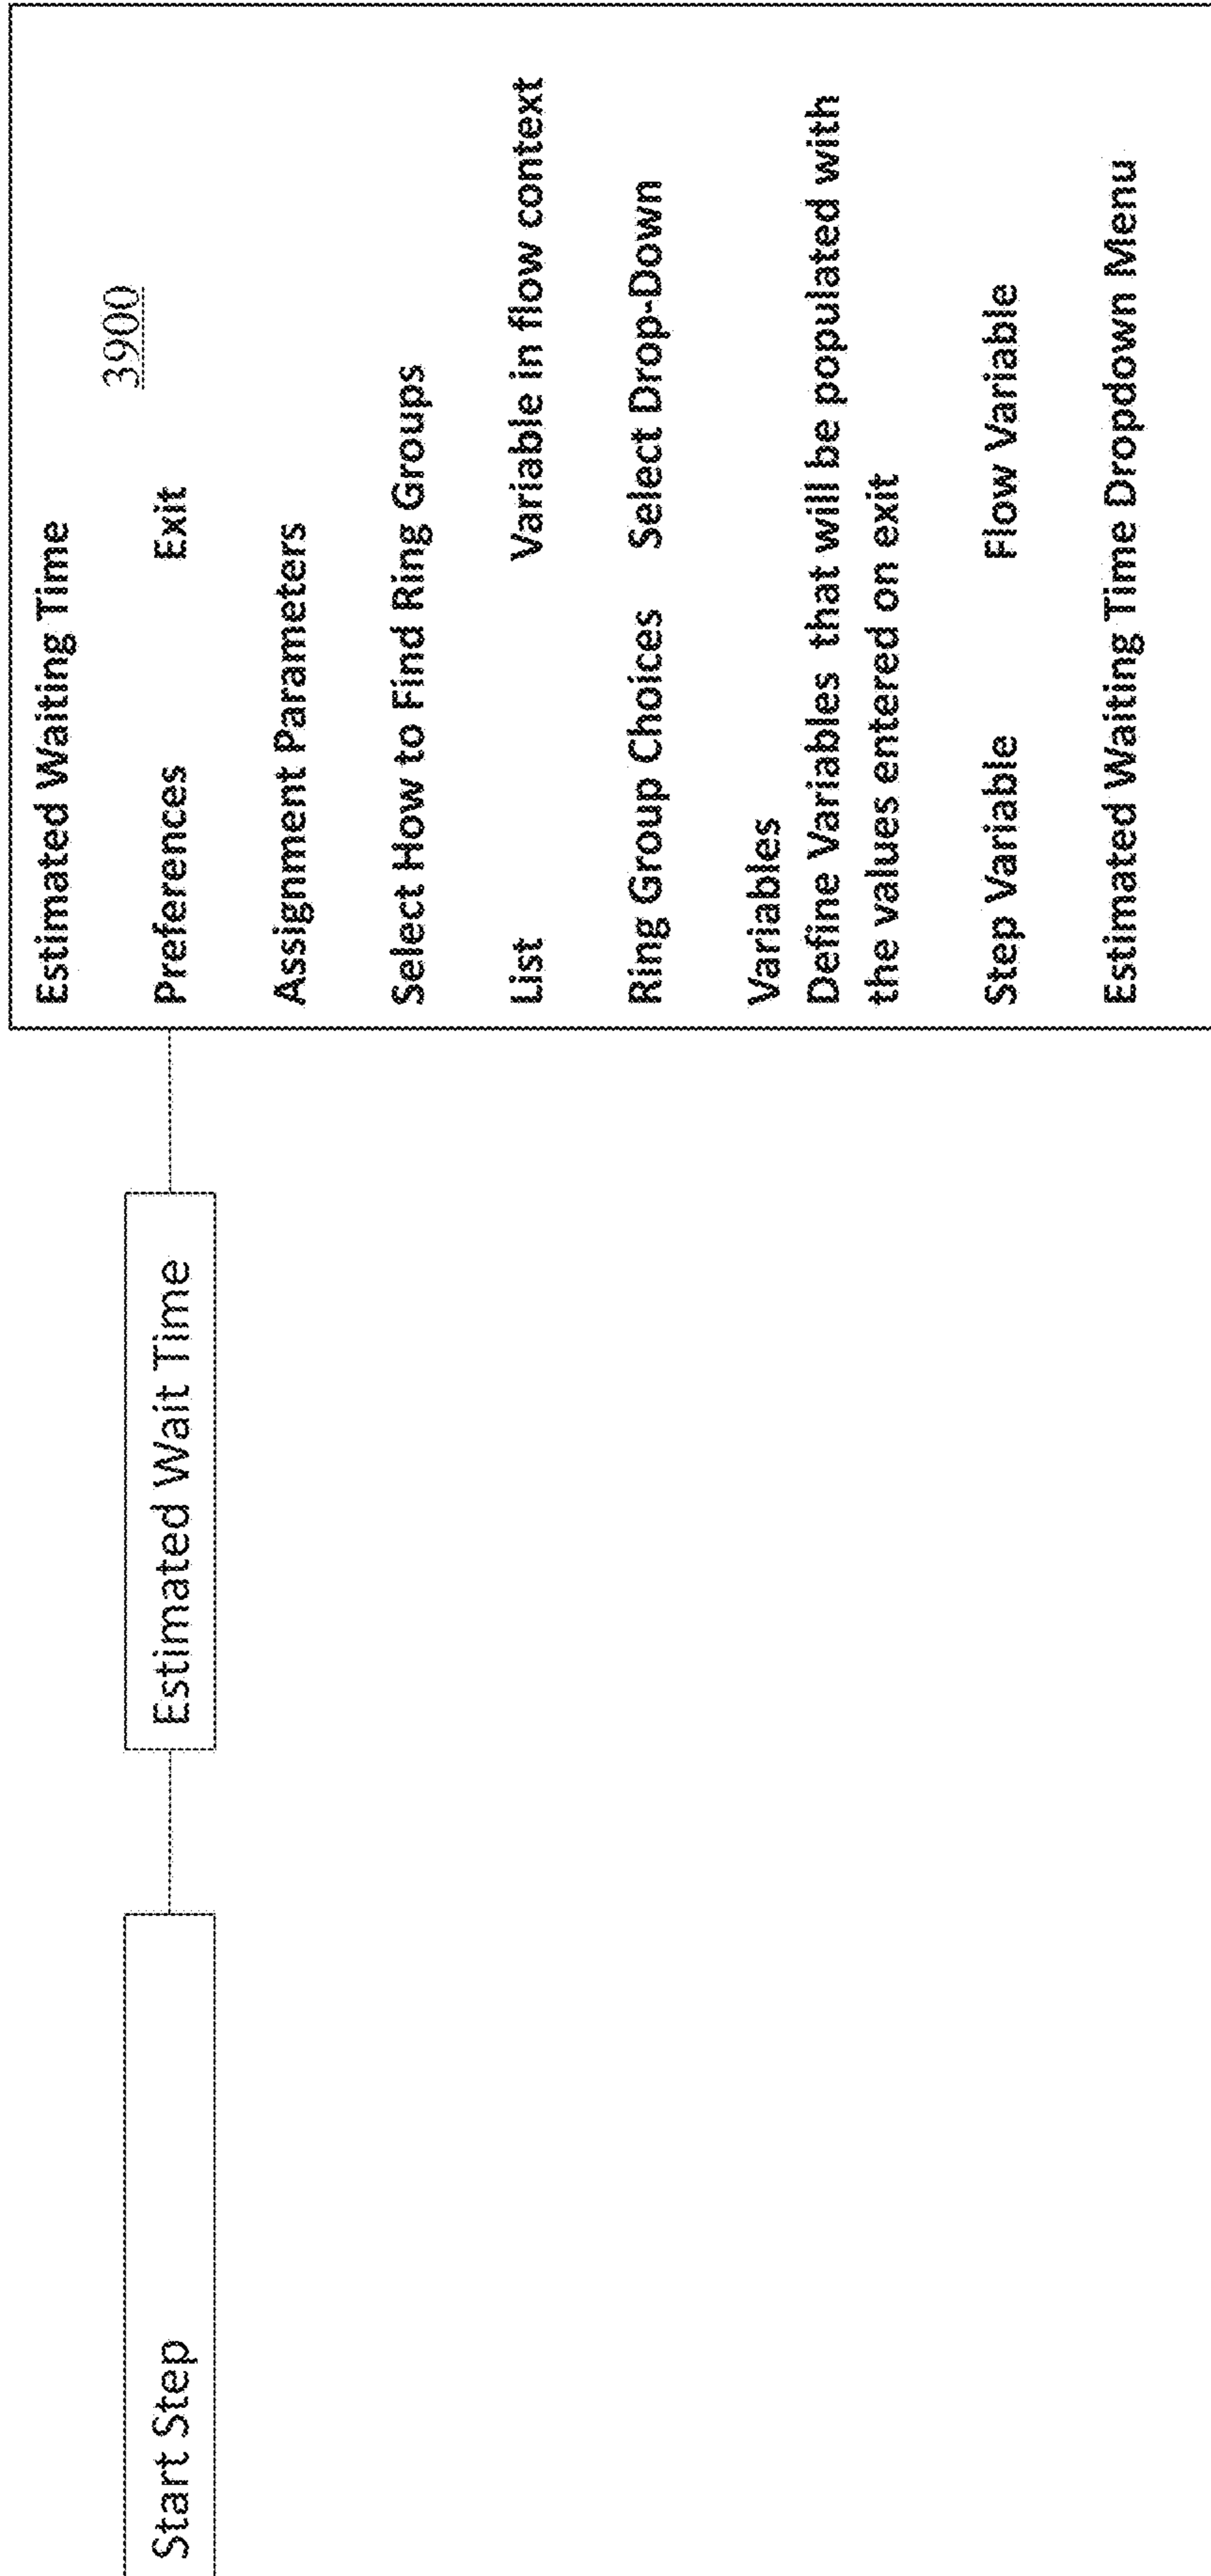 Start Step
Estimated Wait Time
Estimated Waiting Time
3900
Preferences Exit
Assignment Parameters
Select How to Find Ring Groups
List Variable in flow context
Ring Group Choices Select Drop-Down
Variables
Define Variables that will be populated with
the values entered on exit
Step Variable Flow Variable
Estimated Waiting Time Dropdown Menu